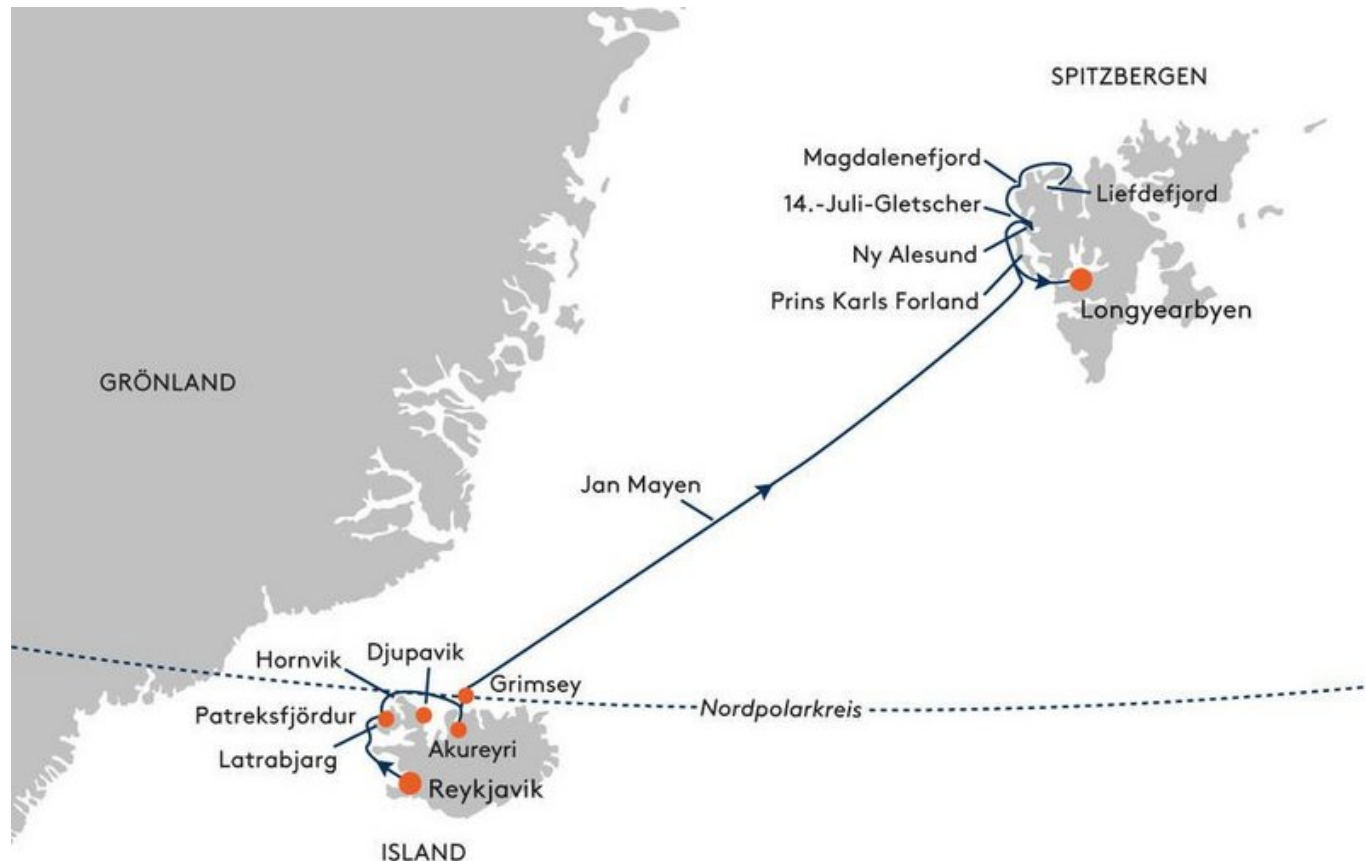 SPITZBERGEN
Magdalenefjord
Liefdefjord
14.-Juli-Gletscher
Ny Alesund
Prins Karls Forland
Longyearbyen
GRÖNLAND
Jan Mayen
Djupavik
Hornvik
Grimsey
Nordpolarkreis
Patreksfjördur
Akureyri
Latrabjarg
Reykjavik
ISLAND